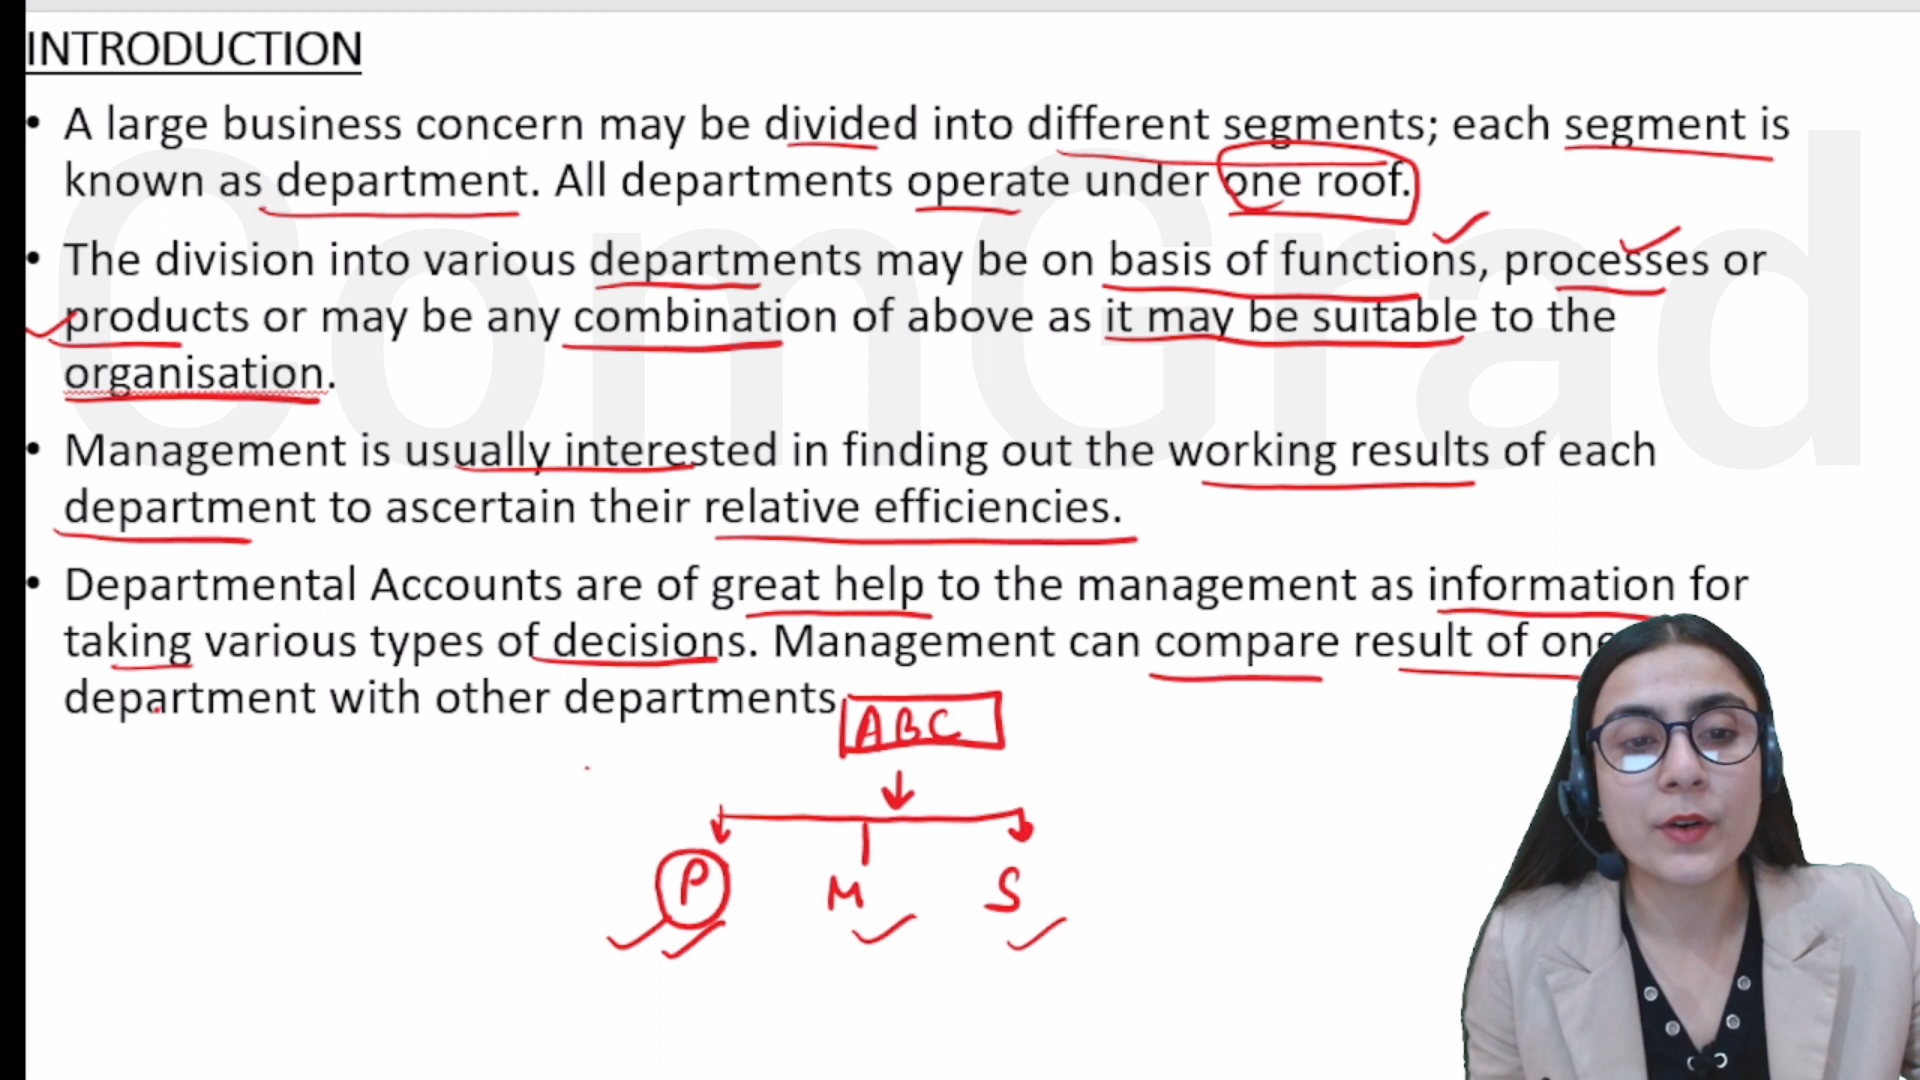 INTRODUCTION
• A large business concern may be divided into different segments; each segment is
known as department. All departments operate under one roof.
• The division into various departments may be on basis of functions, processes or
products or may be any combination of above as it may be suitable to the
organisation.
• Management is usually interested in finding out the working results of each
department to ascertain their relative efficiencies.
• Departmental Accounts are of great help to the management as information for
taking various types of decisions. Management can compare result of one
department with other departments
ABC
P M S
ComGrad